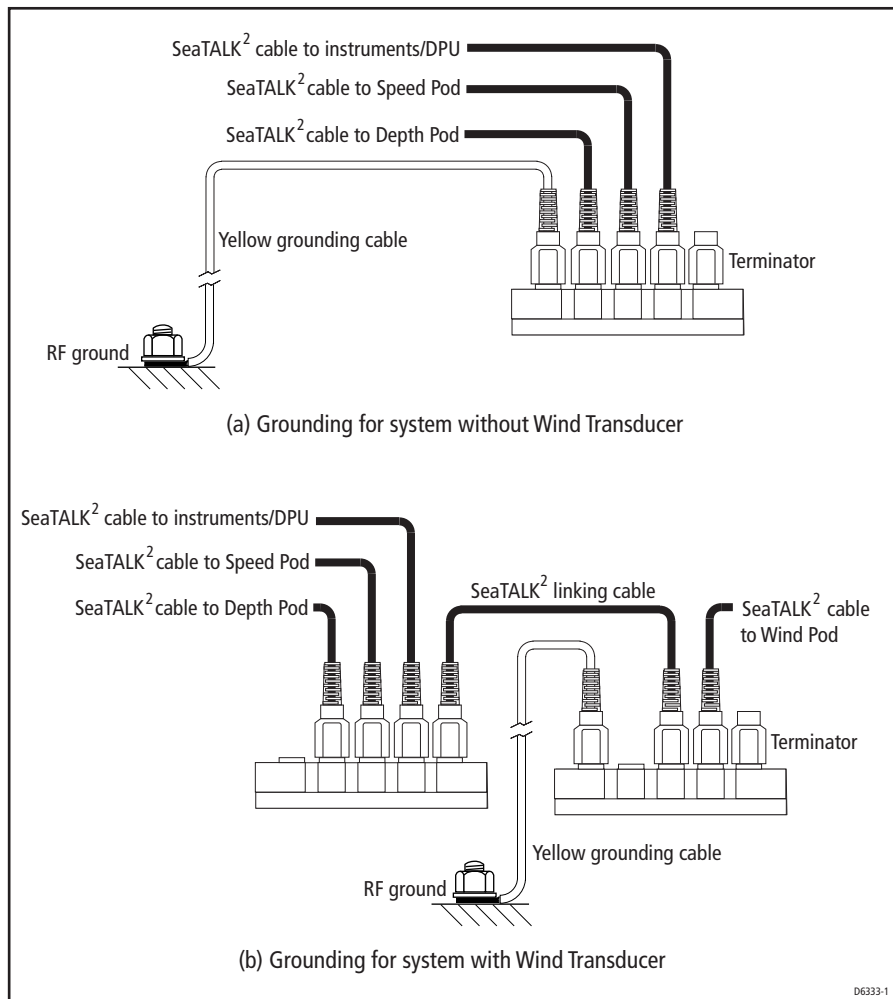 SeaTALK² cable to instruments/DPU
SeaTALK² cable to Speed Pod
SeaTALK² cable to Depth Pod
Yellow grounding cable
Terminator
RF ground
(a) Grounding for system without Wind Transducer
SeaTALK² cable to instruments/DPU
SeaTALK² cable to Speed Pod
SeaTALK² cable to Depth Pod
SeaTALK² linking cable
SeaTALK² cable
to Wind Pod
Terminator
Yellow grounding cable
RF ground
(b) Grounding for system with Wind Transducer
D6333-1